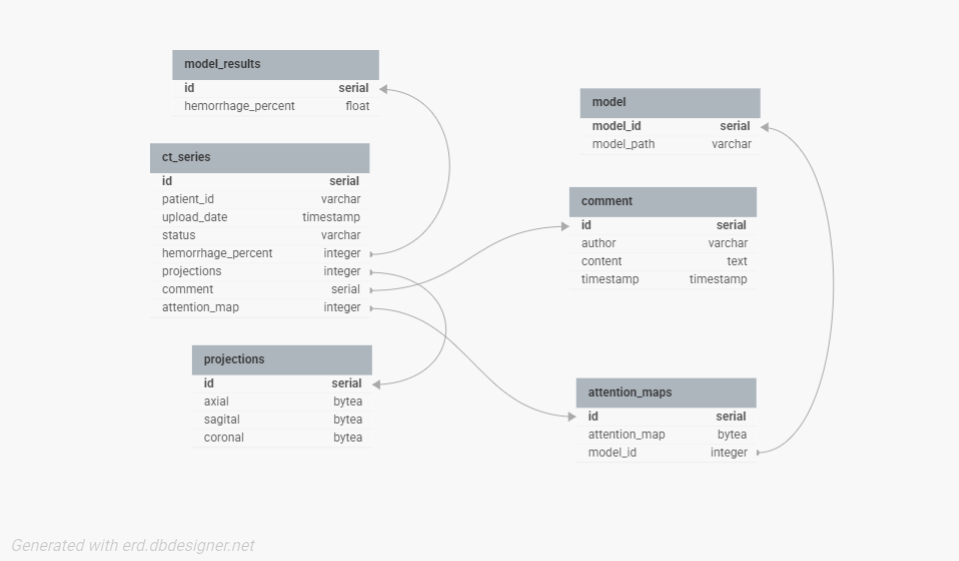 model_results
id serial
hemorrhage_percent float
ct_series
id serial
patient_id varchar
upload_date timestamp
status varchar
hemorrhage_percent integer
projections integer
comment serial
attention_map integer
projections
id serial
axial bytea
sagital bytea
coronal bytea
model
model_id serial
model_path varchar
comment
id serial
author varchar
content text
timestamp timestamp
attention_maps
id serial
attention_map bytea
model_id integer
Generated with erd.dbdesigner.net